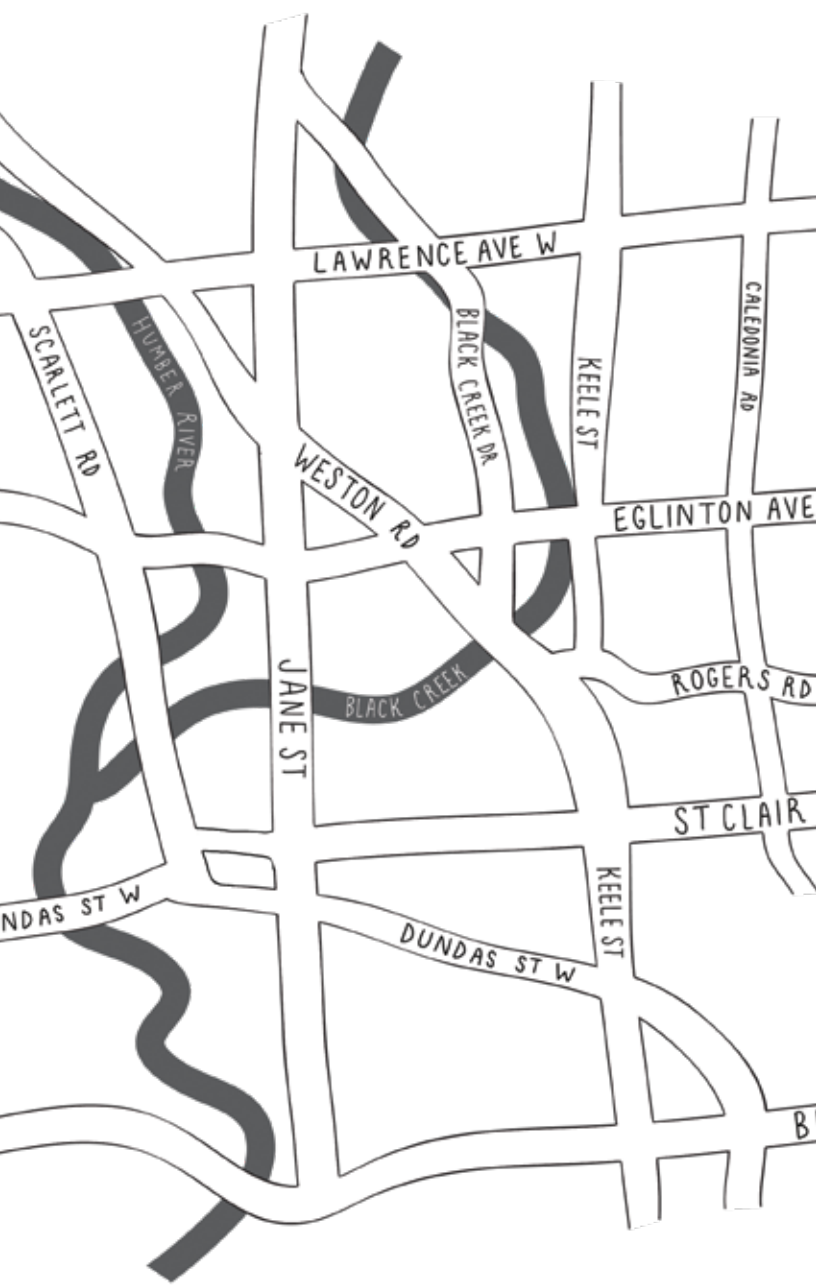 LAWRENCE AVE W
CALEDONIA RD
BLACK CREEK DR
HUMBER RIVER
SCARLETT RD
KEELE ST
WESTON RD
EGLINTON AVE
JANE ST
BLACK CREEK
ROGERS RD
ST CLAIR
KEELE ST
NDAS ST W
DUNDAS ST W
B